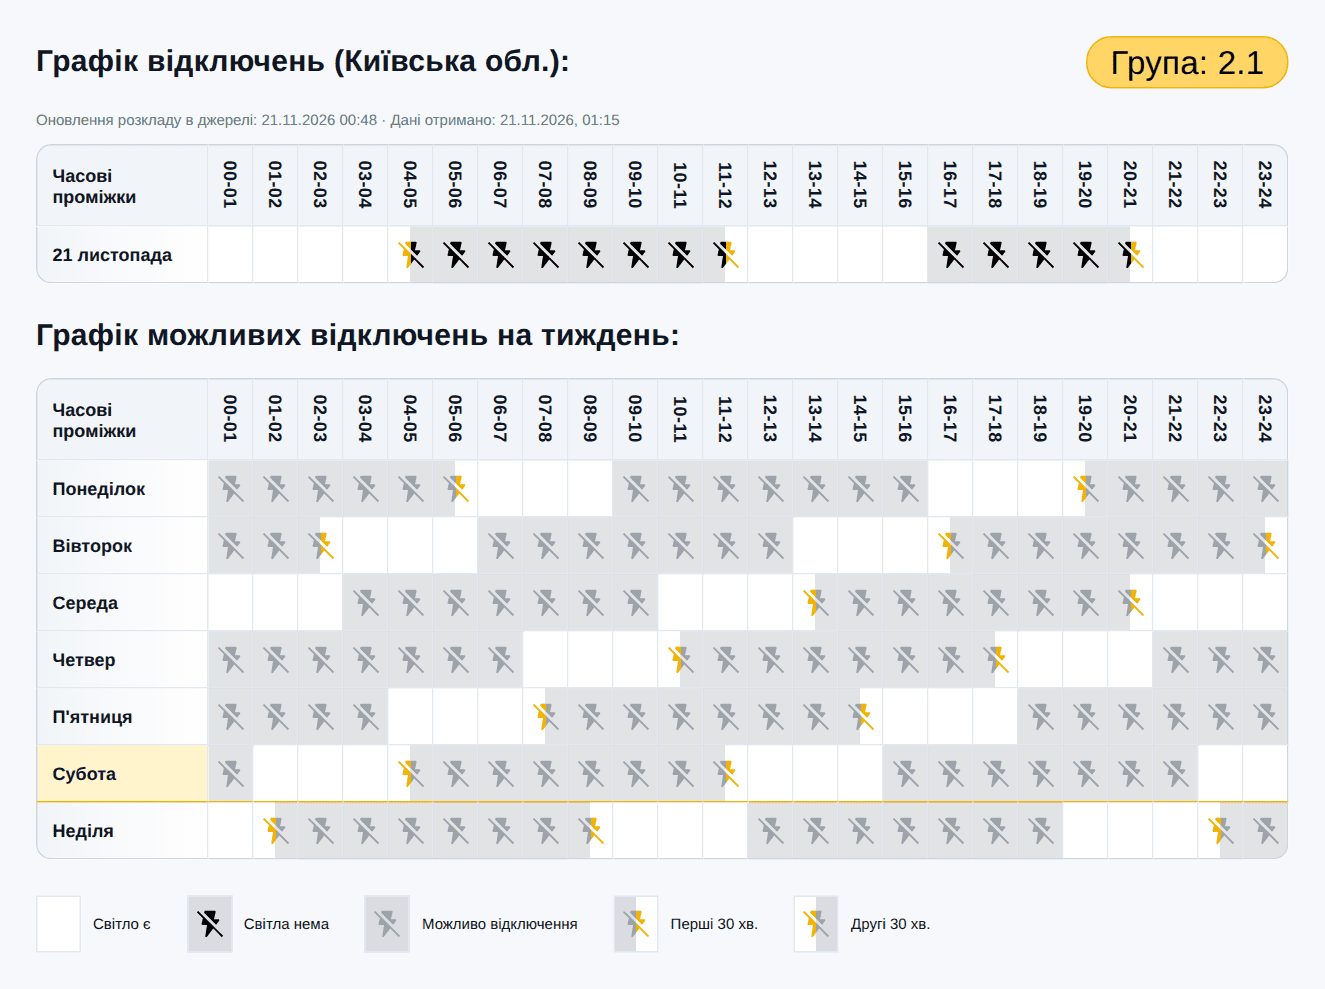 Графік відключень (Київська обл.):
Група: 2.1
Оновлення розкладу в джерелі: 21.11.2026 00:48 · Дані отримано: 21.11.2026, 01:15
Часові проміжки 00-01 01-02 02-03 03-04 04-05 05-06 06-07 07-08 08-09 09-10 10-11 11-12 12-13 13-14 14-15 15-16 16-17 17-18 18-19 19-20 20-21 21-22 22-23 23-24
21 листопада
Графік можливих відключень на тиждень:
Часові проміжки 00-01 01-02 02-03 03-04 04-05 05-06 06-07 07-08 08-09 09-10 10-11 11-12 12-13 13-14 14-15 15-16 16-17 17-18 18-19 19-20 20-21 21-22 22-23 23-24
Понеділок
Вівторок
Середа
Четвер
П'ятниця
Субота
Неділя
Світло є Світла нема Можливо відключення Перші 30 хв. Другі 30 хв.